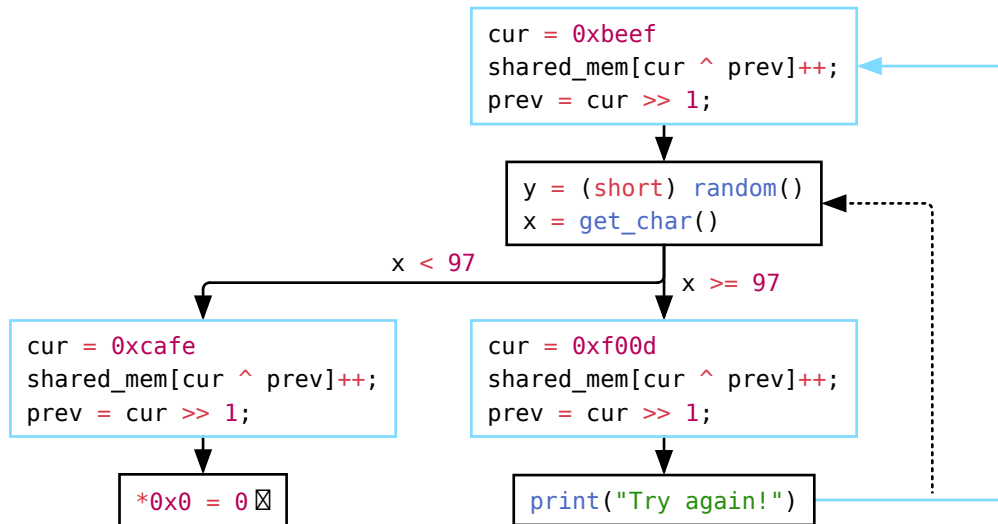 cur = 0xbeef
shared_mem[cur ^ prev]++;
prev = cur >> 1;
y = (short) random()
x = get_char()
x < 97
x >= 97
cur = 0xcafe
shared_mem[cur ^ prev]++;
prev = cur >> 1;
cur = 0xf00d
shared_mem[cur ^ prev]++;
prev = cur >> 1;
*0x0 = 0
print("Try again!")